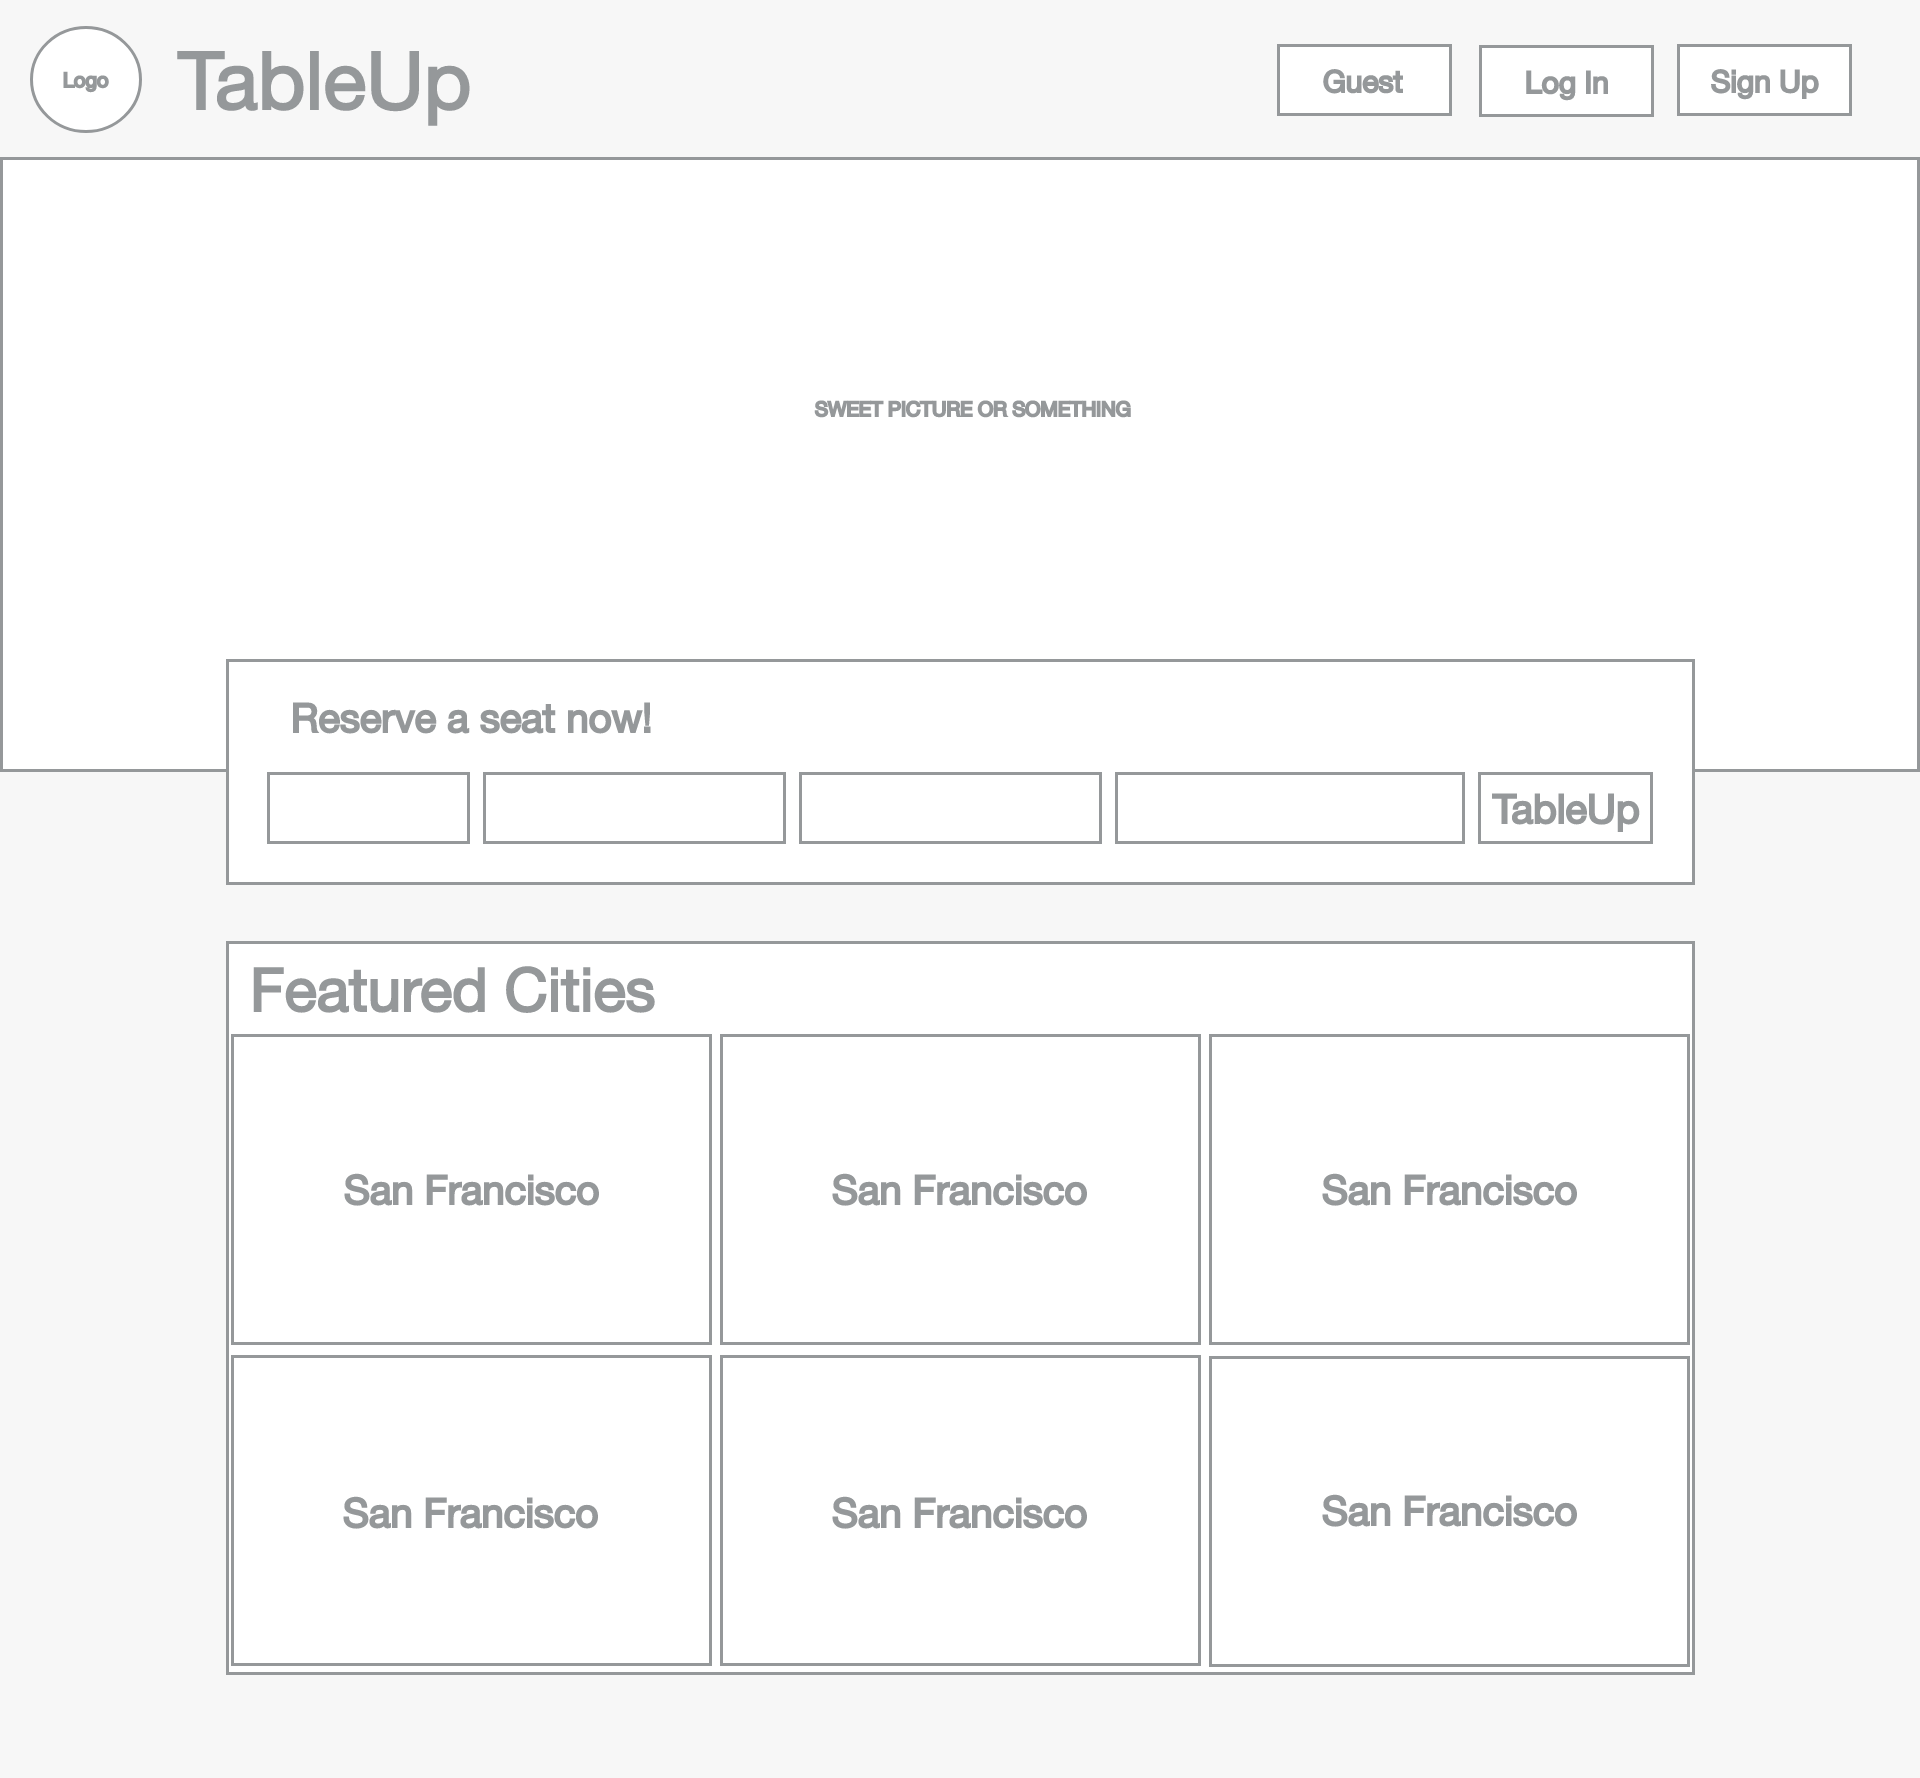 Logo
TableUp
Guest
Log In
Sign Up
SWEET PICTURE OR SOMETHING
Reserve a seat now!
TableUp
Featured Cities
San Francisco
San Francisco
San Francisco
San Francisco
San Francisco
San Francisco